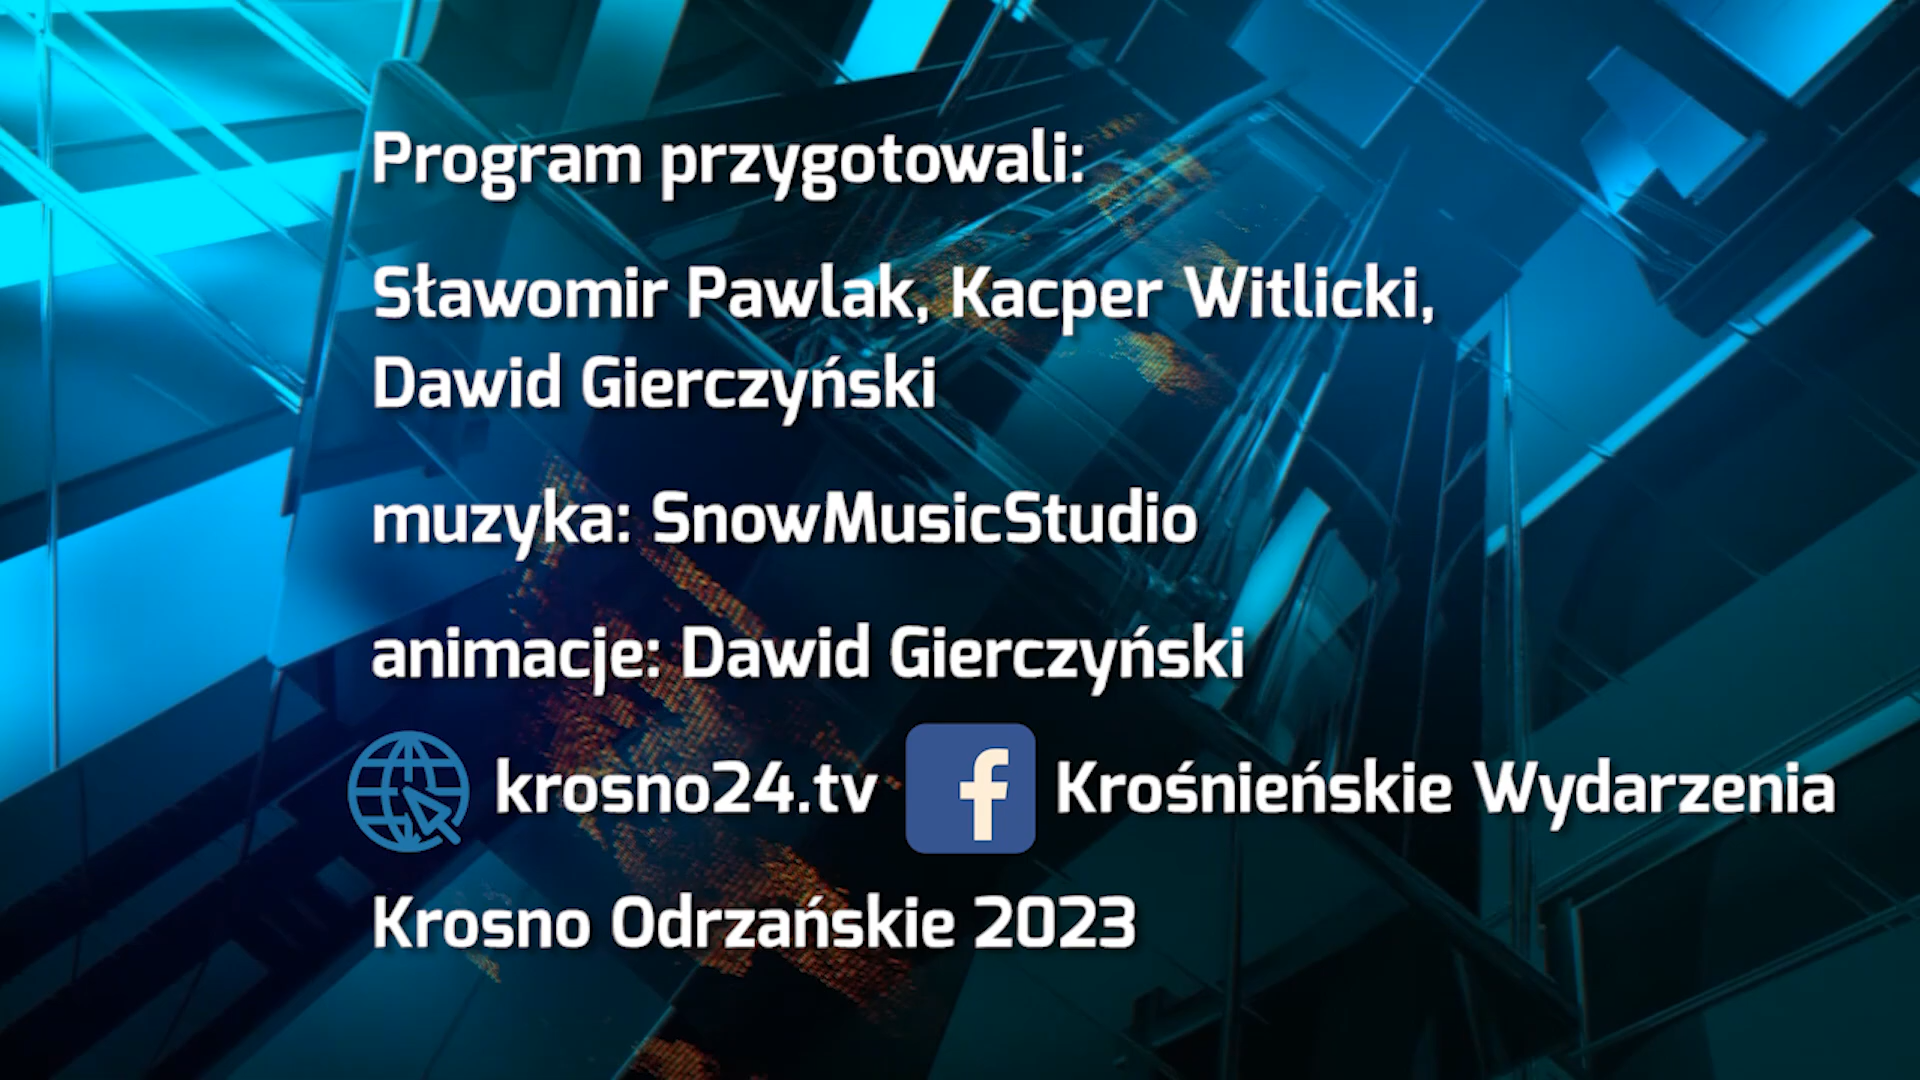 Program przygotowali:
Sławomir Pawlak, Kacper Witlicki,
Dawid Gierczyński
muzyka: SnowMusicStudio
animacje: Dawid Gierczyński
krosno24.tv Krośnieńskie Wydarzenia
Krosno Odrzańskie 2023